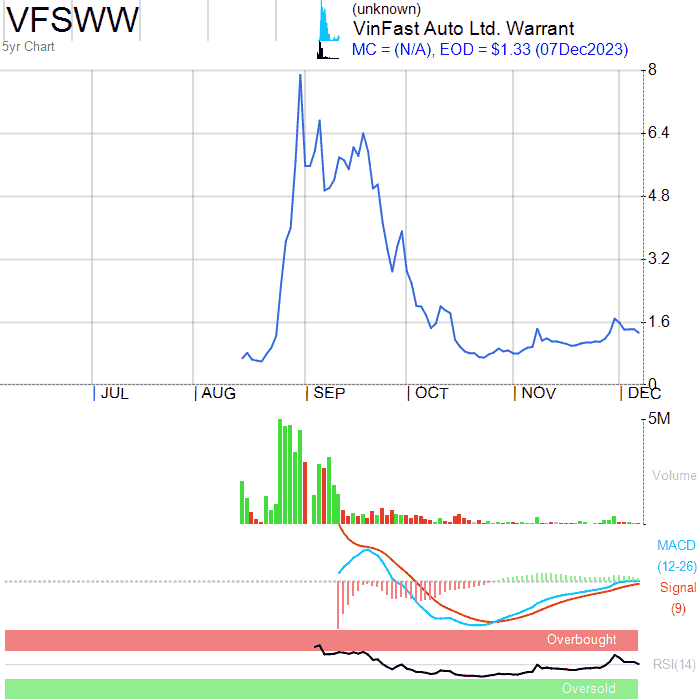 VFSWW
(unknown)
VinFast Auto Ltd. Warrant
5yr Chart
MC = (N/A), EOD = $1.33 (07Dec2023)
8
6.4
4.8
3.2
1.6
0
JUL AUG SEP OCT NOV DEC
5M
Volume
MACD
(12-26)
Signal
(9)
Overbought
RSI(14)
Oversold